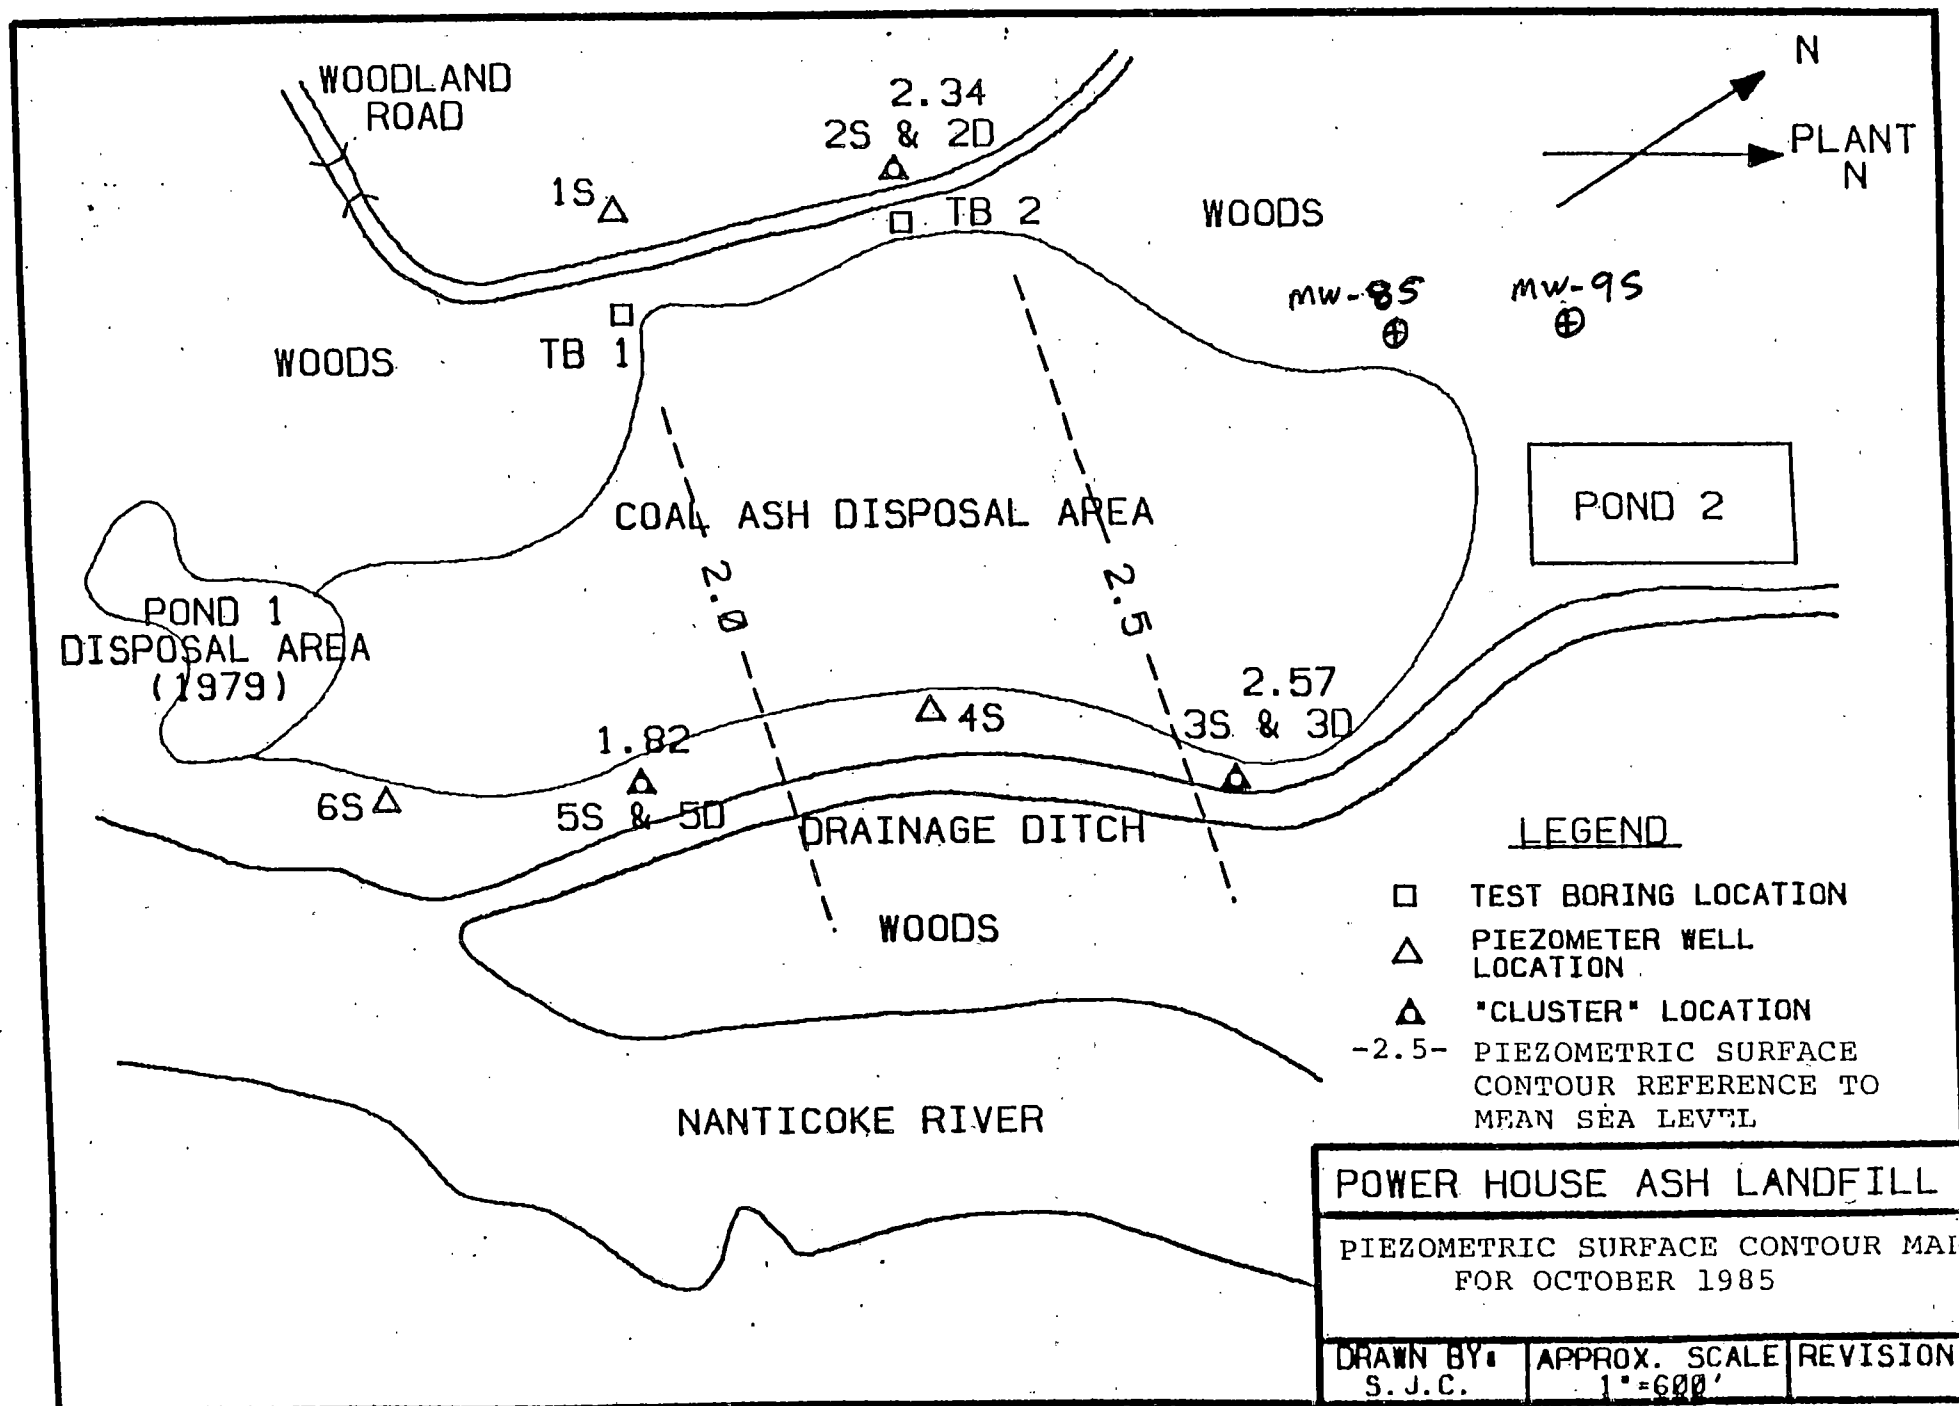 WOODLAND
ROAD
2.34
2S & 2D
N
PLANT
N
1S
TB 2
WOODS
MW-8S
MW-9S
WOODS
TB 1
COAL ASH DISPOSAL AREA
POND 2
2.0
2.5
POND 1
DISPOSAL AREA
(1979)
2.57
3S & 3D
4S
1.82
5S & 5D
6S
DRAINAGE DITCH
WOODS
LEGEND
TEST BORING LOCATION
PIEZOMETER WELL
LOCATION
"CLUSTER" LOCATION
-2.5- PIEZOMETRIC SURFACE
CONTOUR REFERENCE TO
MEAN SEA LEVEL
NANTICOKE RIVER
POWER HOUSE ASH LANDFILL
PIEZOMETRIC SURFACE CONTOUR
FOR OCTOBER 1985
DRAWN BY:
S.J.C.
APPROX. SCALE
1"=600'
REVISION